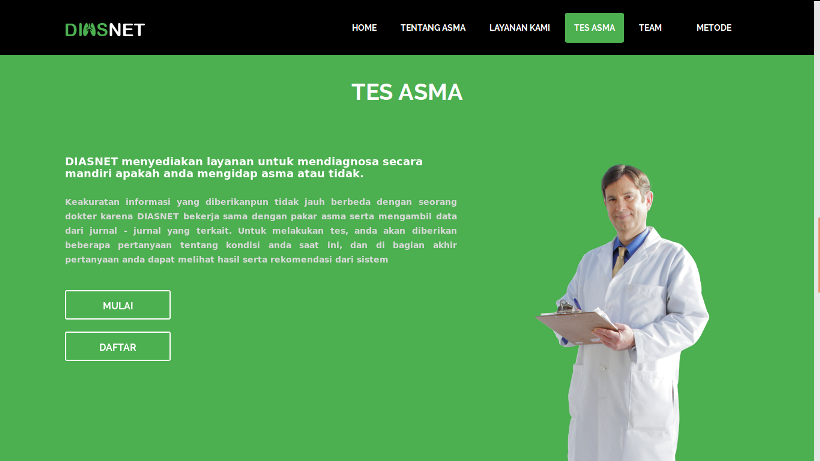 DIASNET
HOME TENTANG ASMA LAYANAN KAMI TES ASMA TEAM METODE
TES ASMA
DIASNET menyediakan layanan untuk mendiagnosa secara
mandiri apakah anda mengidap asma atau tidak.
Keakuratan informasi yang diberikanpun tidak jauh berbeda dengan seorang
dokter karena DIASNET bekerja sama dengan pakar asma serta mengambil data
dari jurnal - jurnal yang terkait. Untuk melakukan tes, anda akan diberikan
beberapa pertanyaan tentang kondisi anda saat ini, dan di bagian akhir
pertanyaan anda dapat melihat hasil serta rekomendasi dari sistem
MULAI
DAFTAR